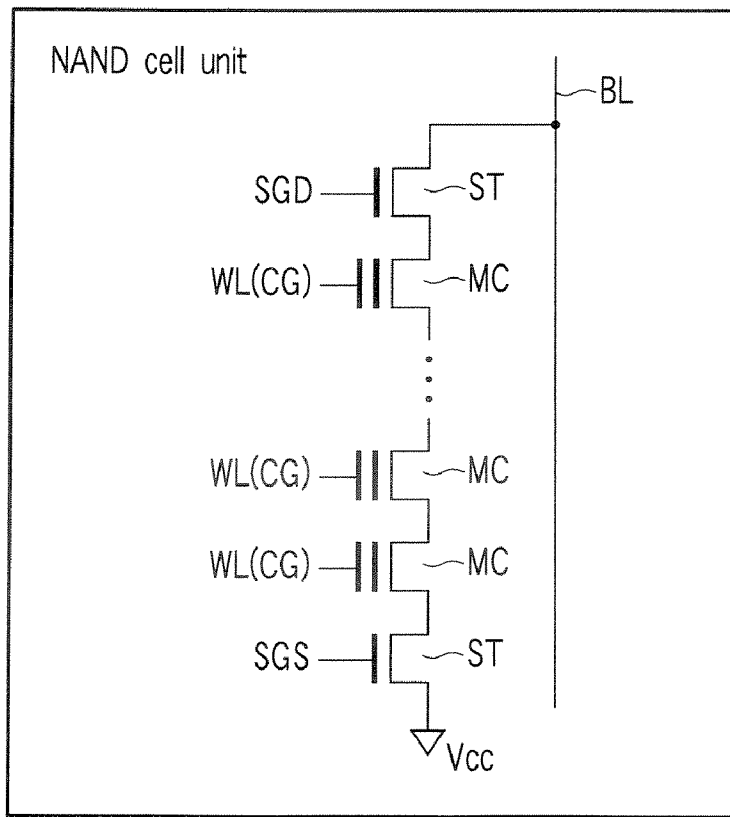 NAND cell unit
BL
SGD
ST
WL(CG)
MC
WL(CG)
MC
WL(CG)
MC
SGS
ST
Vcc